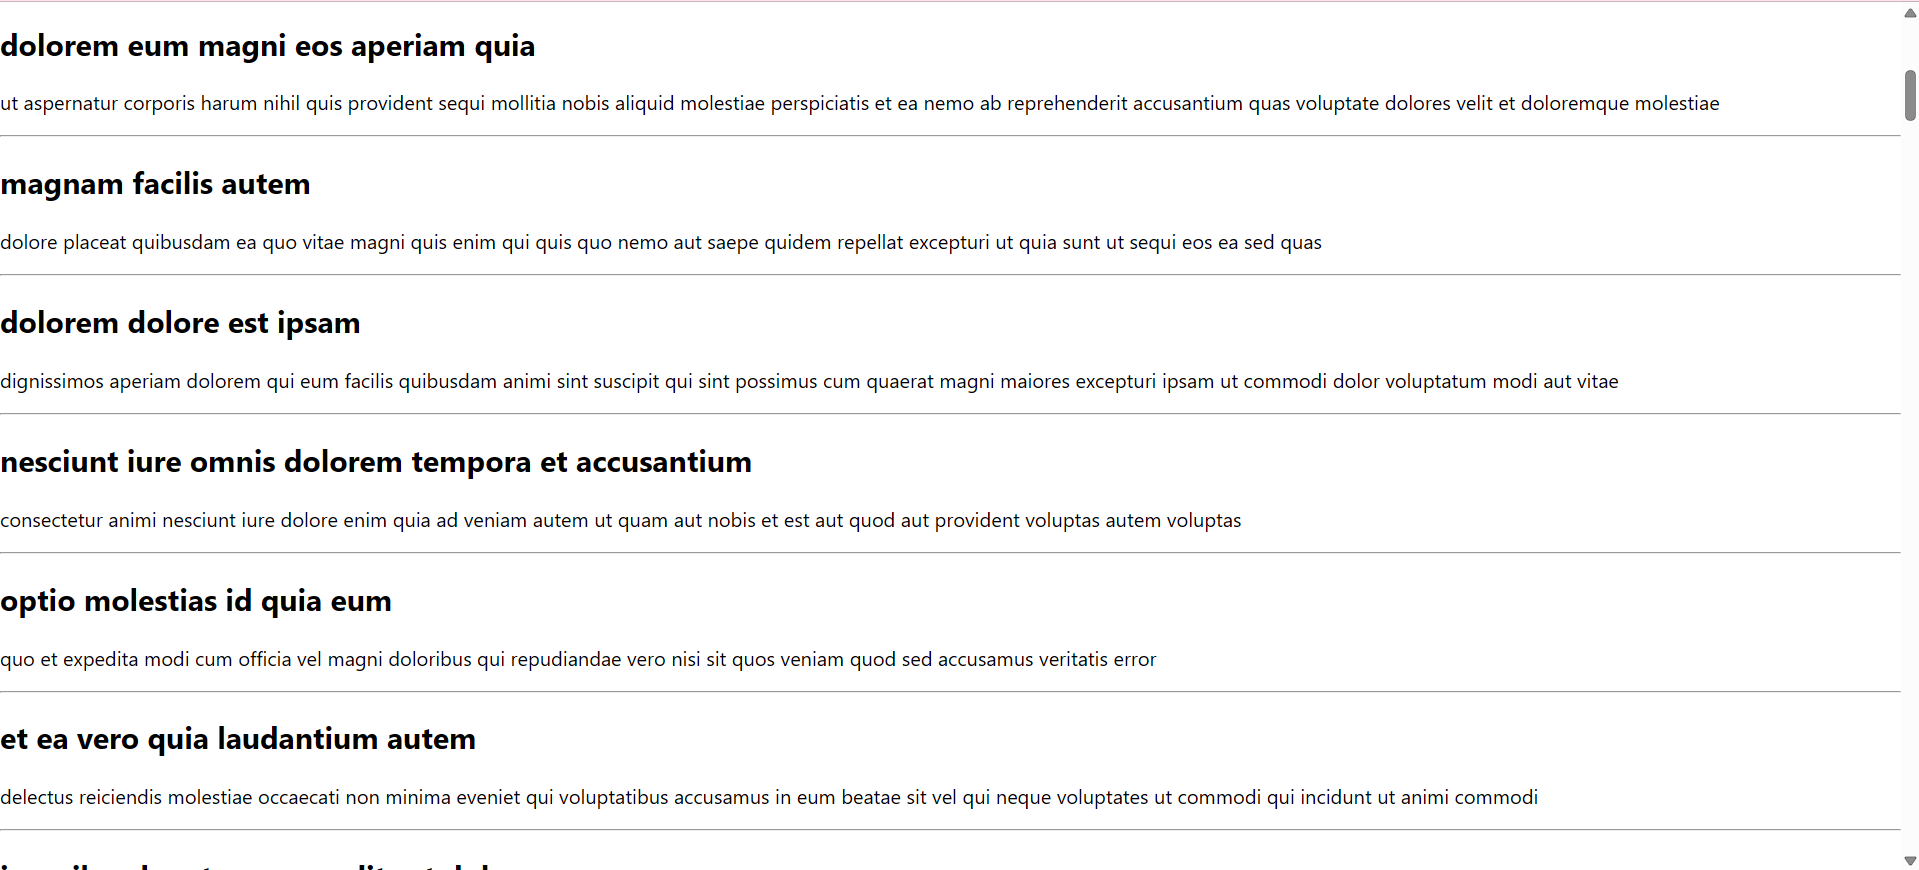 dolorem eum magni eos aperiam quia
ut aspernatur corporis harum nihil quis provident sequi mollitia nobis aliquid molestiae perspiciatis et ea nemo ab reprehenderit accusantium quas voluptate dolores velit et doloremque molestiae
magnam facilis autem
dolore placeat quibusdam ea quo vitae magni quis enim qui quis quo nemo aut saepe quidem repellat excepturi ut quia sunt ut sequi eos ea sed quas
dolorem dolore est ipsam
dignissimos aperiam dolorem qui eum facilis quibusdam animi sint suscipit qui sint possimus cum quaerat magni maiores excepturi ipsam ut commodi dolor voluptatum modi aut vitae
nesciunt iure omnis dolorem tempora et accusantium
consectetur animi nesciunt iure dolore enim quia ad veniam autem ut quam aut nobis et est aut quod aut provident voluptas autem voluptas
optio molestias id quia eum
quo et expedita modi cum officia vel magni doloribus qui repudiandae vero nisi sit quos veniam quod sed accusamus veritatis error
et ea vero quia laudantium autem
delectus reiciendis molestiae occaecati non minima eveniet qui voluptatibus accusamus in eum beatae sit vel qui neque voluptates ut commodi qui incidunt ut animi commodi